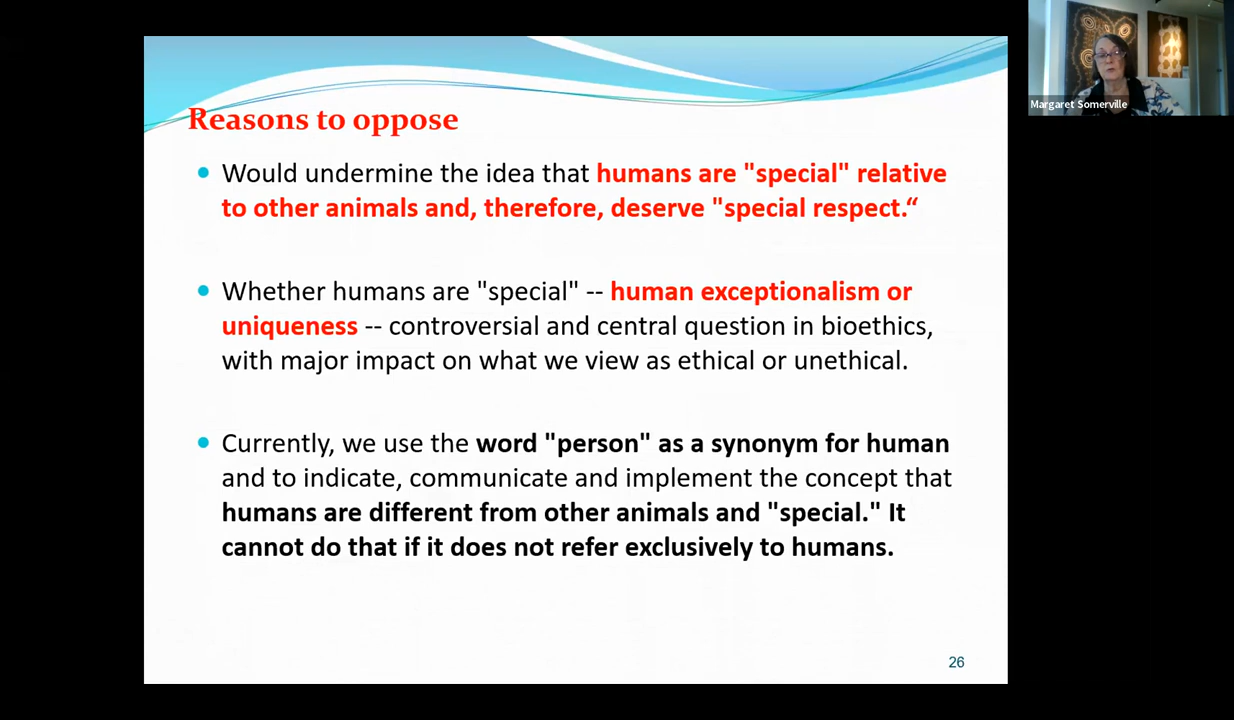 Margaret Somerville
Reasons to oppose
• Would undermine the idea that humans are "special" relative
to other animals and, therefore, deserve "special respect.“
• Whether humans are "special" -- human exceptionalism or
uniqueness -- controversial and central question in bioethics,
with major impact on what we view as ethical or unethical.
• Currently, we use the word "person" as a synonym for human
and to indicate, communicate and implement the concept that
humans are different from other animals and "special." It
cannot do that if it does not refer exclusively to humans.
26